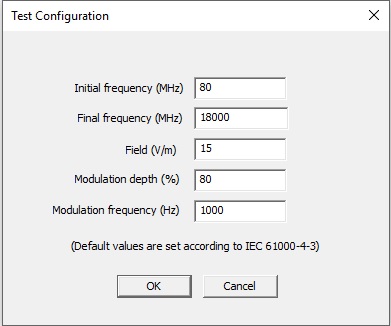 Test Configuration
Initial frequency (MHz) 80
Final frequency (MHz) 18000
Field (V/m) 15
Modulation depth (%) 80
Modulation frequency (Hz) 1000
(Default values are set according to IEC 61000-4-3)
OK Cancel